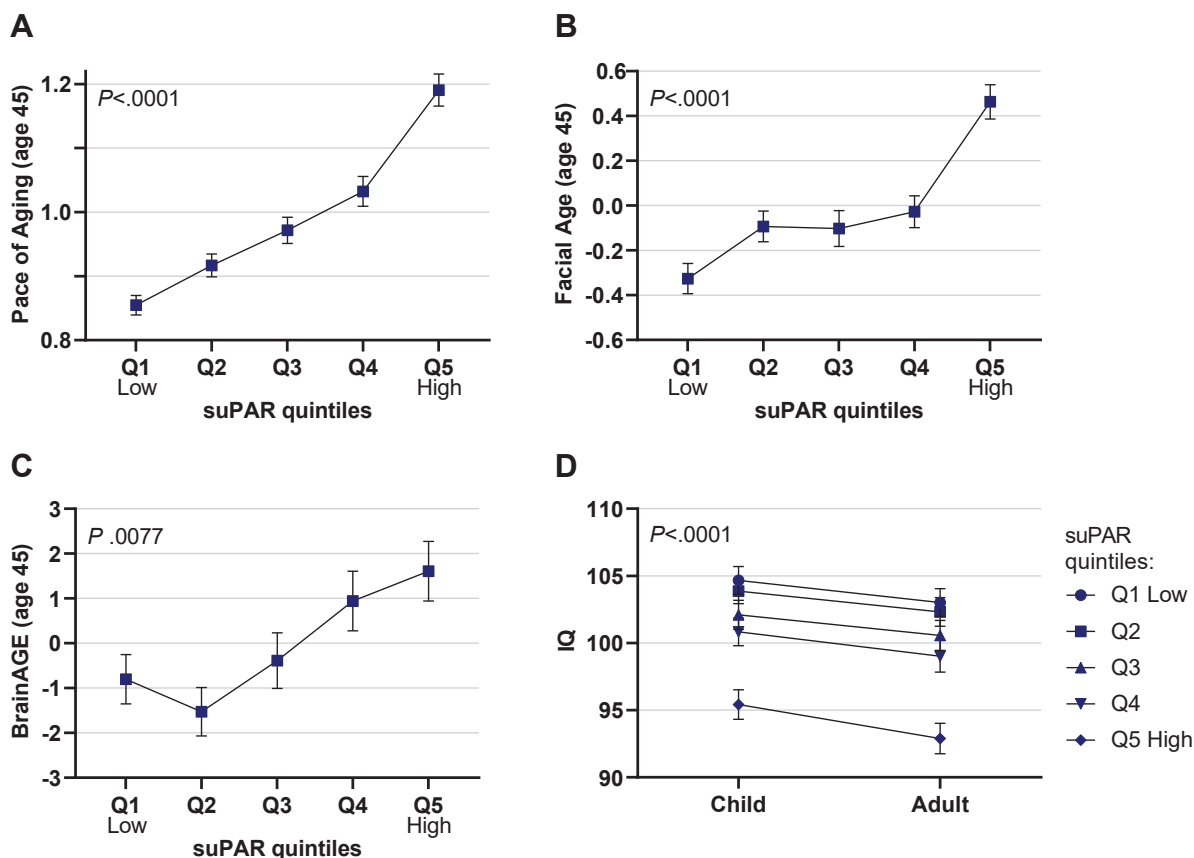 A
Pace of Aging (age 45)
P<.0001
1.2
1.0
0.8
Q1 Q2 Q3 Q4 Q5
Low High
suPAR quintiles
B
Facial Age (age 45)
P<.0001
0.6
0.4
0.2
0.0
-0.2
-0.4
-0.6
Q1 Q2 Q3 Q4 Q5
Low High
suPAR quintiles
C
BrainAGE (age 45)
P .0077
3
2
1
0
-1
-2
-3
Q1 Q2 Q3 Q4 Q5
Low High
suPAR quintiles
D
IQ
P<.0001
110
105
100
95
90
Child Adult
suPAR
quintiles:
Q1 Low
Q2
Q3
Q4
Q5 High